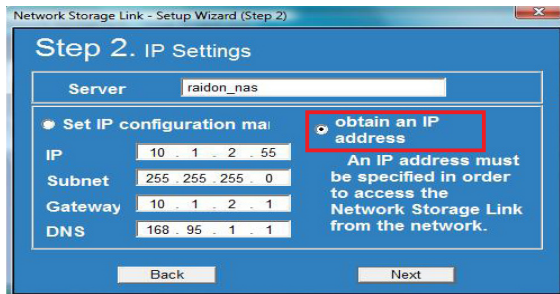 Network Storage Link - Setup Wizard (Step 2)
Step 2. IP Settings
Server raidon_nas
Set IP configuration mai
IP 10 . 1 . 2 . 55
Subnet 255 . 255 . 255 . 0
Gateway 10 . 1 . 2 . 1
DNS 168 . 95 . 1 . 1
obtain an IP
address
An IP address must
be specified in order
to access the
Network Storage Link
from the network.
Back Next